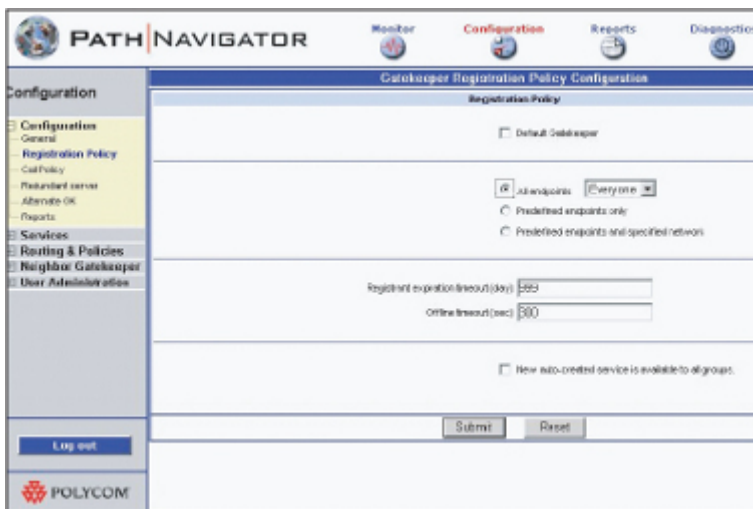 PATH NAVIGATOR
Monitor
Configuration
Reports
Diagnostics
Configuration
Configuration
General
Registration Policy
Call Policy
Redundant server
Alternate GK
Reports
Services
Routing & Policies
Neighbor Gatekeeper
User Administration
Log out
POLYCOM
Gatekeeper Registration Policy Configuration
Registration Policy
Default Gatekeeper
All endpoints Everyone
Predefined endpoints only
Predefined endpoints and specified network
Registrant expiration timeout (day) 999
Offline timeout (sec) 300
New auto-created service is available to all groups.
Submit Reset